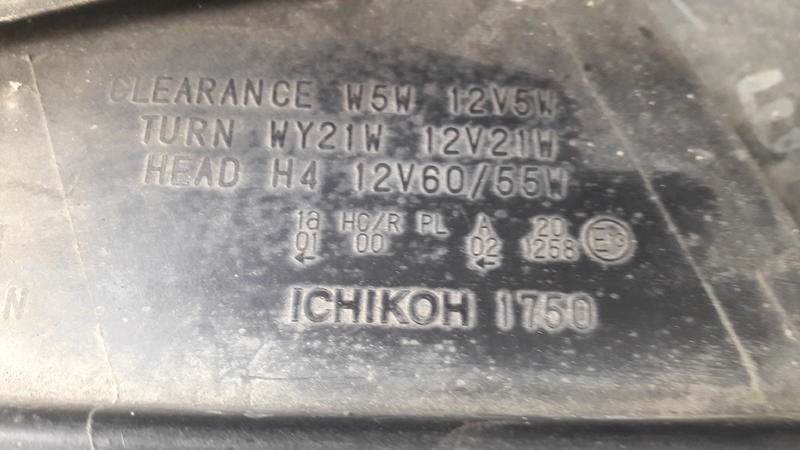 CLEARANCE W5W 12V5W
TURN WY21W 12V21W
HEAD H4 12V60/55W
1a HC/R PL A 20
01 00 02 1268
ICHIKOH 1750
N